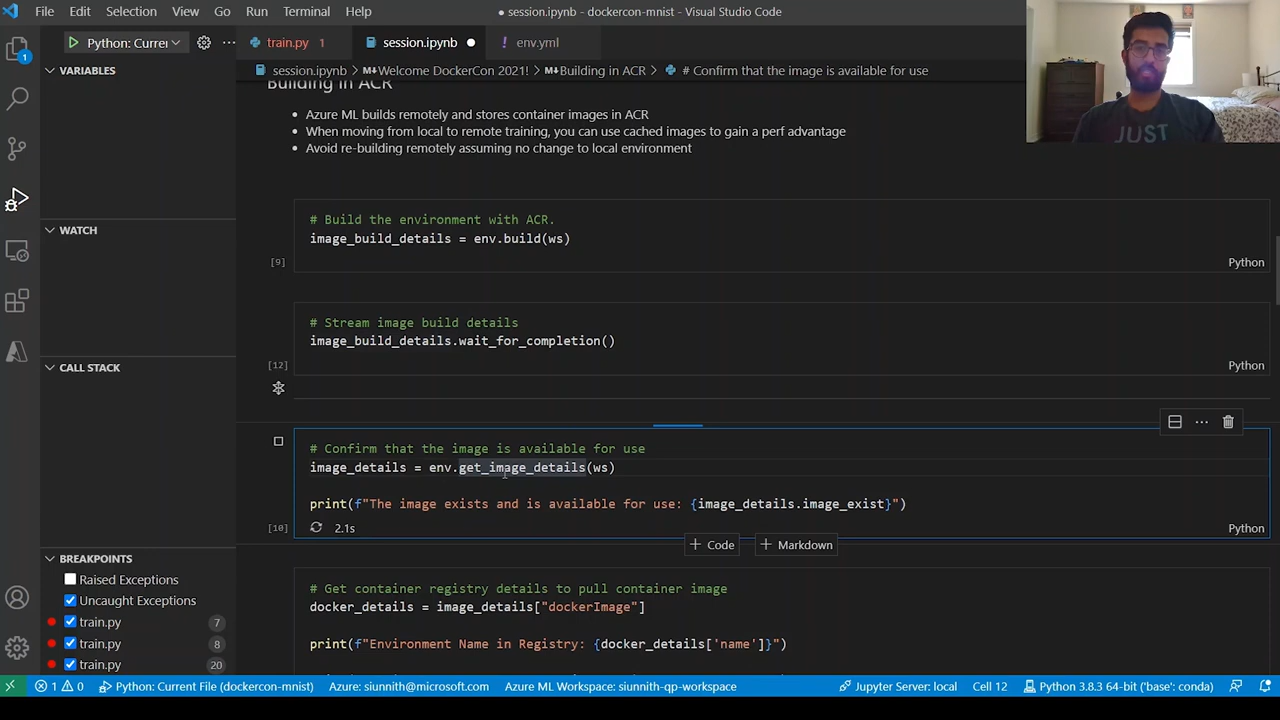 File Edit Selection View Go Run Terminal Help
session.ipynb - dockercon-mnist - Visual Studio Code
Python: Currei
train.py 1
session.ipynb
env.yml
VARIABLES
session.ipynb > Welcome DockerCon 2021! > Building in ACR > # Confirm that the image is available for use
Building in ACR
Azure ML builds remotely and stores container images in ACR
When moving from local to remote training, you can use cached images to gain a perf advantage
Avoid re-building remotely assuming no change to local environment
JUST
# Build the environment with ACR.
image_build_details = env.build(ws)
[9]
Python
WATCH
# Stream image build details
image_build_details.wait_for_completion()
[12]
Python
CALL STACK
# Confirm that the image is available for use
image_details = env.get_image_details(ws)
print(f"The image exists and is available for use: {image_details.image_exist}")
[10]
2.1s
Python
+ Code
+ Markdown
BREAKPOINTS
Raised Exceptions
Uncaught Exceptions
train.py 7
train.py 8
train.py 20
# Get container registry details to pull container image
docker_details = image_details["dockerImage"]
print(f"Environment Name in Registry: {docker_details['name']}")
1 0 Python: Current File (dockercon-mnist) Azure: siunnith@microsoft.com Azure ML Workspace: siunnith-qp-workspace Jupyter Server: local Cell 12 Python 3.8.3 64-bit ('base': conda)